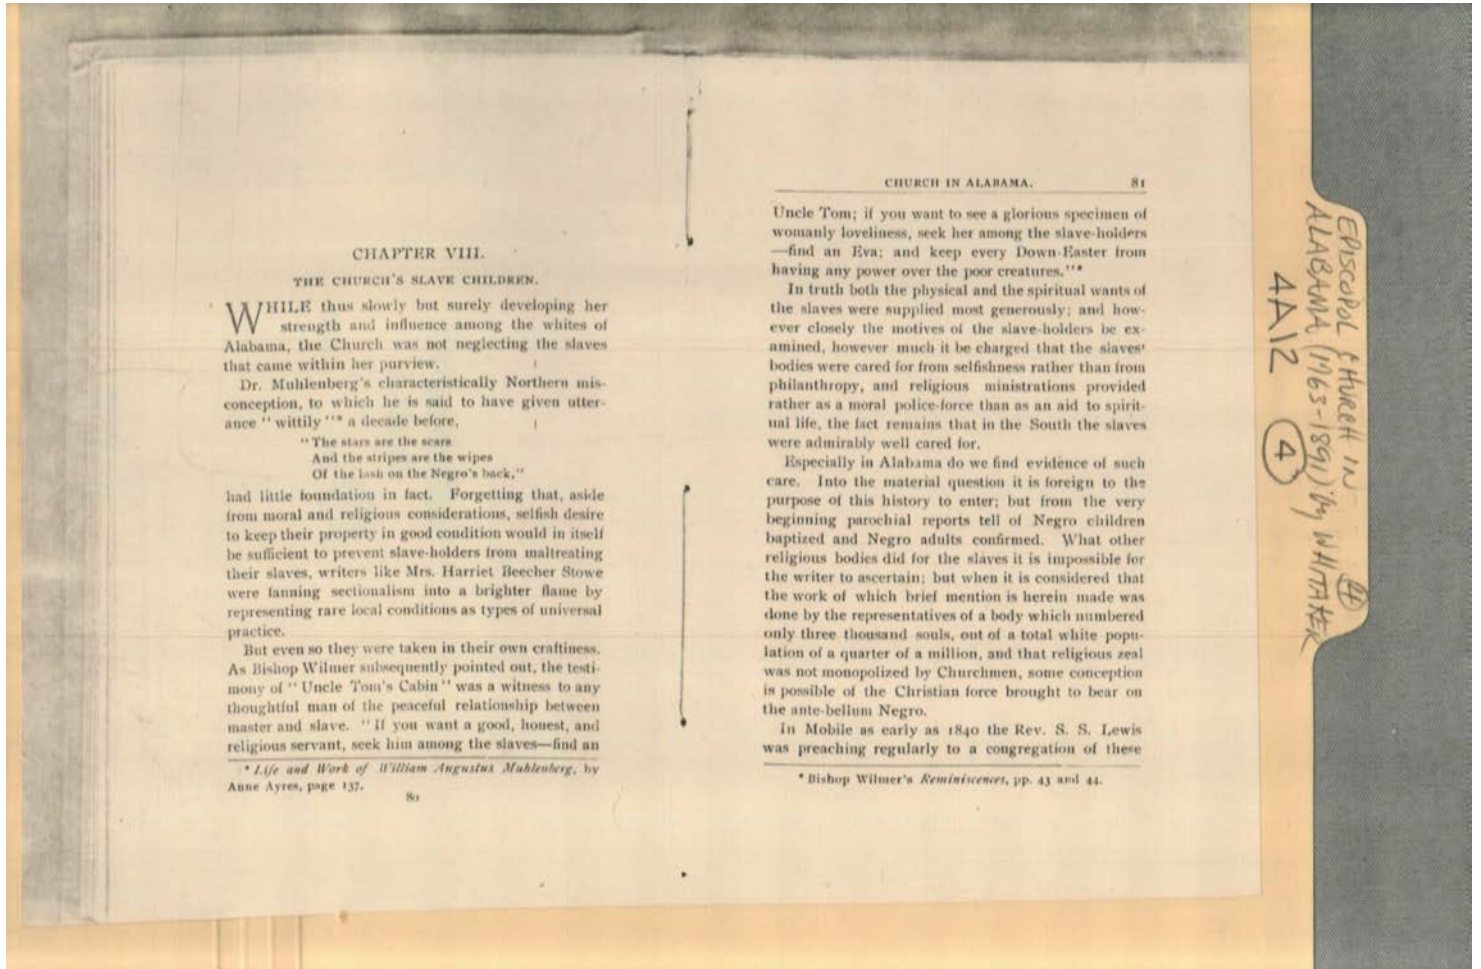 CHAPTER VIII.
THE CHURCH'S SLAVE CHILDREN.
WHILE thus slowly but surely developing her
strength and influence among the whites of
Alabama, the Church was not neglecting the slaves
that came within her purview.
Dr. Muhlenberg's characteristically Northern mis-
conception, to which he is said to have given utter-
ance "wittily"* a decade before,
"The stars are the scars
And the stripes are the wipes
Of the lash on the Negro's back,"
had little foundation in fact. Forgetting that, aside
from moral and religious considerations, selfish desire
to keep their property in good condition would in itself
be sufficient to prevent slave-holders from maltreating
their slaves, writers like Mrs. Harriet Beecher Stowe
were fanning sectionalism into a brighter flame by
representing rare local conditions as types of universal
practice.
But even so they were taken in their own craftiness.
As Bishop Wilmer subsequently pointed out, the testi-
mony of "Uncle Tom's Cabin" was a witness to any
thoughtful man of the peaceful relationship between
master and slave. "If you want a good, honest, and
religious servant, seek him among the slaves—find an
* Life and Work of William Augustus Muhlenberg, by
Anne Ayres, page 137.
80
CHURCH IN ALABAMA. 81
Uncle Tom; if you want to see a glorious specimen of
womanly loveliness, seek her among the slave-holders
—find an Eva; and keep every Down-Easter from
having any power over the poor creatures."*
In truth both the physical and the spiritual wants of
the slaves were supplied most generously; and how-
ever closely the motives of the slave-holders be ex-
amined, however much it be charged that the slaves'
bodies were cared for from selfishness rather than from
philanthropy, and religious ministrations provided
rather as a moral police-force than as an aid to spirit-
ual life, the fact remains that in the South the slaves
were admirably well cared for.
Especially in Alabama do we find evidence of such
care. Into the material question it is foreign to the
purpose of this history to enter; but from the very
beginning parochial reports tell of Negro children
baptized and Negro adults confirmed. What other
religious bodies did for the slaves it is impossible for
the writer to ascertain; but when it is considered that
the work of which brief mention is herein made was
done by the representatives of a body which numbered
only three thousand souls, out of a total white popu-
lation of a quarter of a million, and that religious zeal
was not monopolized by Churchmen, some conception
is possible of the Christian force brought to bear on
the ante-bellum Negro.
In Mobile as early as 1840 the Rev. S. S. Lewis
was preaching regularly to a congregation of these
* Bishop Wilmer's Reminiscences, pp. 43 and 44.
EPISCOPOL CHURCH IN
ALABAMA (1763-1891) by WHITAKER
4A12 4